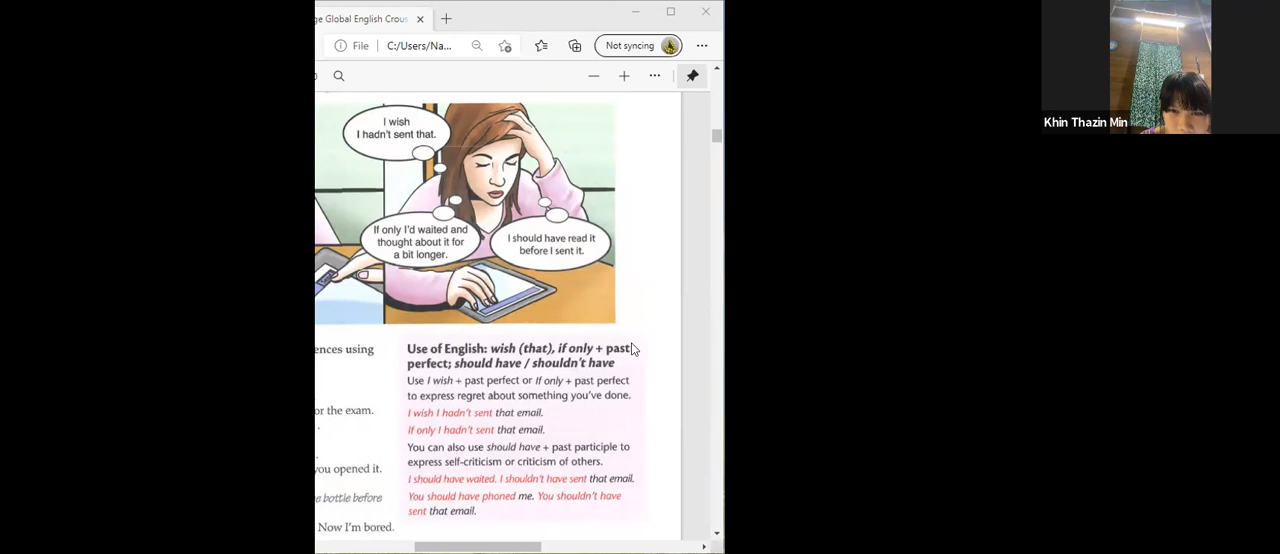 ge Global English Crous
File
C:/Users/Na...
Not syncing
Khin Thazin Min
I wish
I hadn't sent that.
If only I'd waited and
thought about it for
a bit longer.
I should have read it
before I sent it.
ences using
or the exam.
.
.
you opened it.
e bottle before
Now I'm bored.
Use of English: wish (that), if only + past
perfect; should have / shouldn't have
Use I wish + past perfect or If only + past perfect
to express regret about something you've done.
I wish I hadn't sent that email.
If only I hadn't sent that email.
You can also use should have + past participle to
express self-criticism or criticism of others.
I should have waited. I shouldn't have sent that email.
You should have phoned me. You shouldn't have
sent that email.